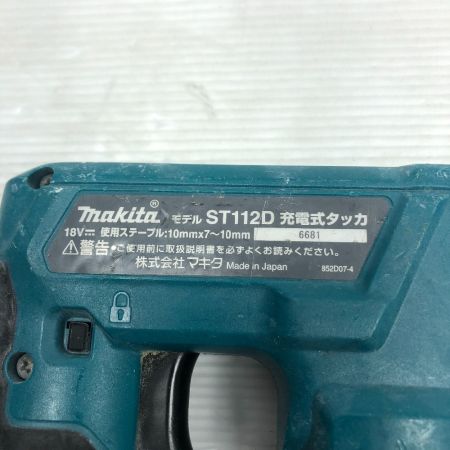 makita® モデル ST112D 充電式タッカ
18V⎓ 使用ステープル:10mmx7~10mm 6681
⚠警告 •ご使用前に取扱説明書を必ずよくお読みください。
株式会社マキタ Made in Japan 852D07-4